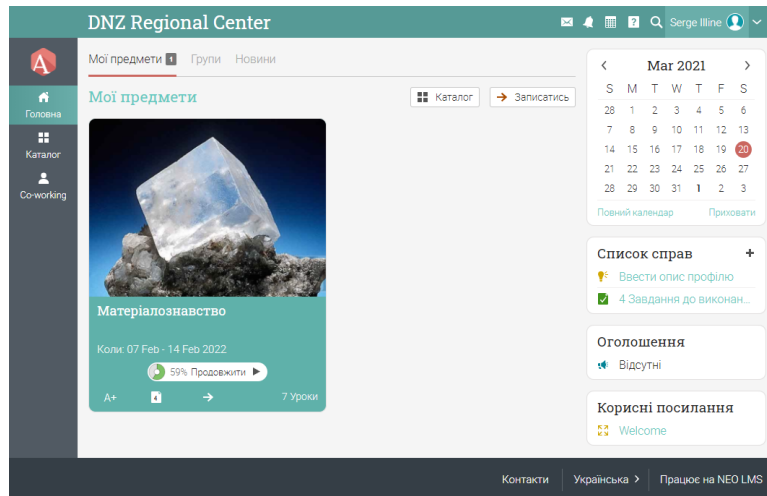 DNZ Regional Center
Serge Illine
A
Головна
Каталог
Co-working
Мої предмети 1 Групи Новини
Мої предмети
Каталог
Записатись
Матеріалознавство
Коли: 07 Feb - 14 Feb 2022
59% Продовжити
A+ 4 7 Уроки
Mar 2021
S M T W T F S
28 1 2 3 4 5 6
7 8 9 10 11 12 13
14 15 16 17 18 19 20
21 22 23 24 25 26 27
28 29 30 31 1 2 3
Повний календар Приховати
Список справ +
Ввести опис профілю
4 Завдання до виконан...
Оголошення
Відсутні
Корисні посилання
Welcome
Контакти Українська > Працює на NEO LMS